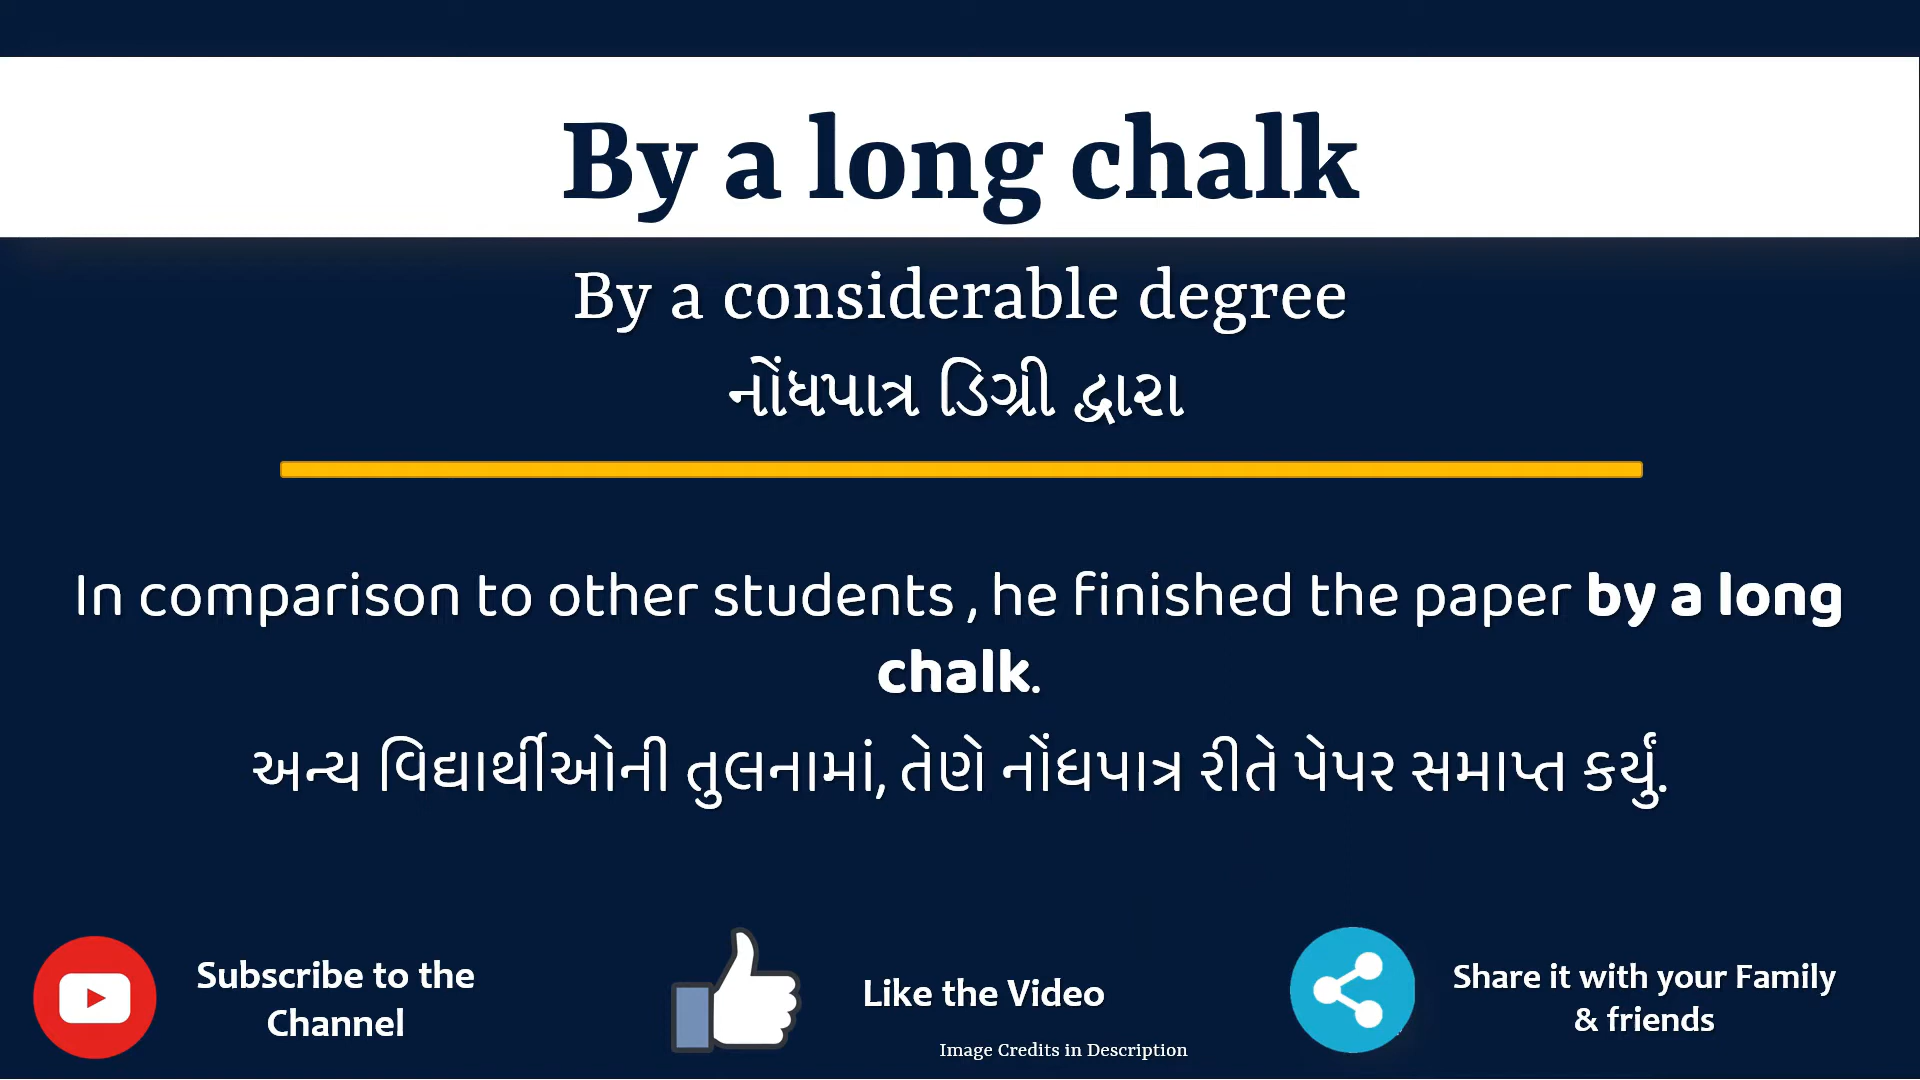 By a long chalk
By a considerable degree
નોંધપાત્ર ડિગ્રી દ્વારા
In comparison to other students , he finished the paper by a long
chalk.
અન્ય વિદ્યાર્થીઓની તુલનામાં, તેણે નોંધપાત્ર રીતે પેપર સમાપ્ત કર્યું.
Subscribe to the
Channel
Like the Video
Share it with your Family
& friends
Image Credits in Description